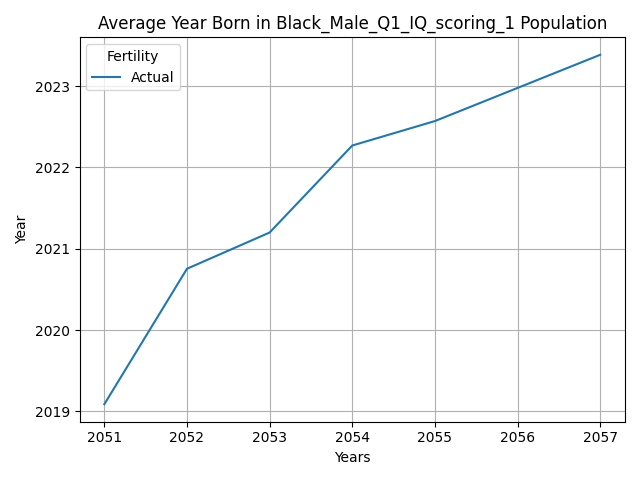 Average Year Born in Black_Male_Q1_IQ_scoring_1 Population
Fertility
Actual
2023
2022
2021
2020
2019
Year
2051 2052 2053 2054 2055 2056 2057
Years